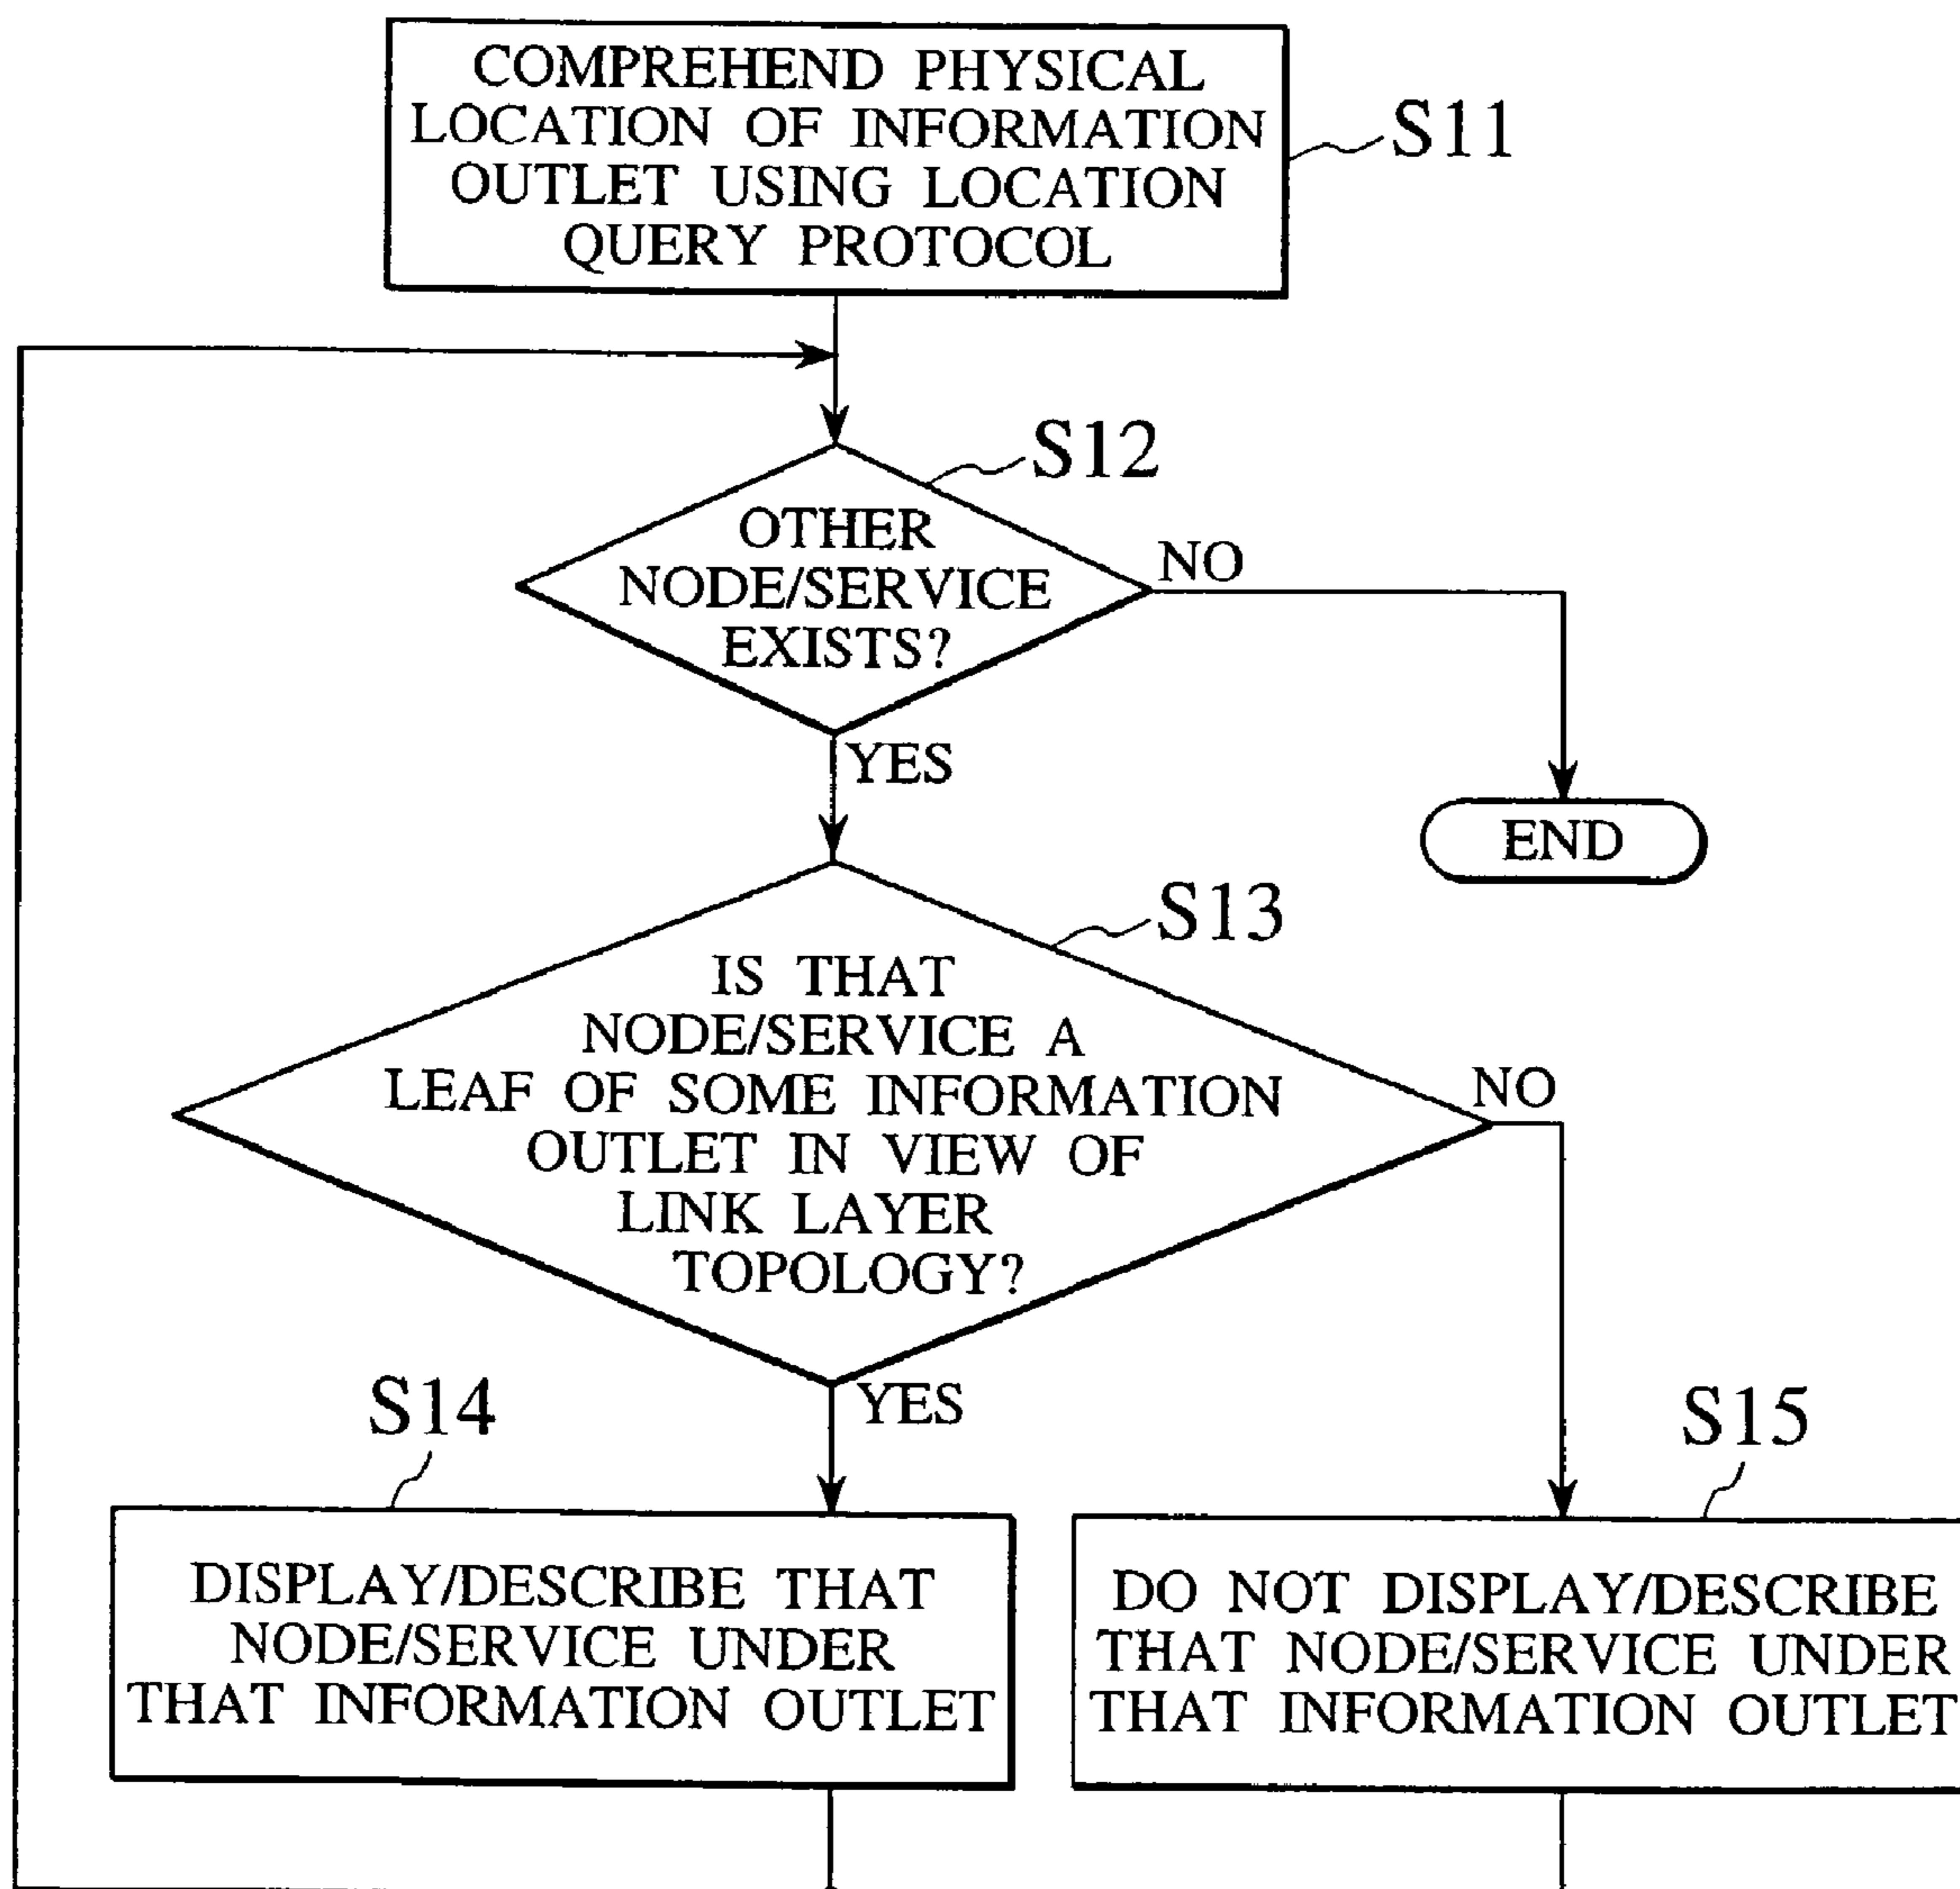 COMPREHEND PHYSICAL
LOCATION OF INFORMATION
OUTLET USING LOCATION
QUERY PROTOCOL
S11
S12
OTHER
NODE/SERVICE
EXISTS?
NO
YES
END
S13
IS THAT
NODE/SERVICE A
LEAF OF SOME INFORMATION
OUTLET IN VIEW OF
LINK LAYER
TOPOLOGY?
NO
YES
S14
DISPLAY/DESCRIBE THAT
NODE/SERVICE UNDER
THAT INFORMATION OUTLET
S15
DO NOT DISPLAY/DESCRIBE
THAT NODE/SERVICE UNDER
THAT INFORMATION OUTLET